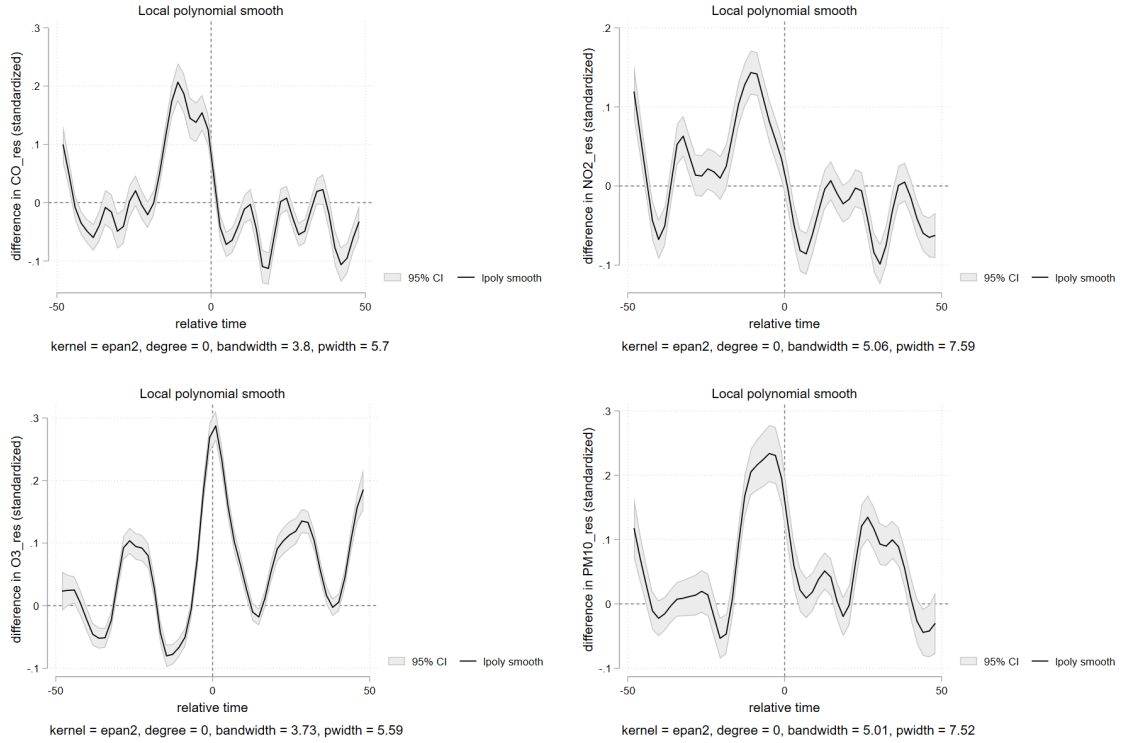 Local polynomial smooth
difference in CO_res (standardized)
.3
.2
.1
0
-.1
-50
0
50
relative time
95% CI
lpoly smooth
kernel = epan2, degree = 0, bandwidth = 3.8, pwidth = 5.7
Local polynomial smooth
difference in NO2_res (standardized)
.2
.1
0
-.1
-50
0
50
relative time
95% CI
lpoly smooth
kernel = epan2, degree = 0, bandwidth = 5.06, pwidth = 7.59
Local polynomial smooth
difference in O3_res (standardized)
.3
.2
.1
0
-.1
-50
0
50
relative time
95% CI
lpoly smooth
kernel = epan2, degree = 0, bandwidth = 3.73, pwidth = 5.59
Local polynomial smooth
difference in PM10_res (standardized)
.3
.2
.1
0
-.1
-50
0
50
relative time
95% CI
lpoly smooth
kernel = epan2, degree = 0, bandwidth = 5.01, pwidth = 7.52